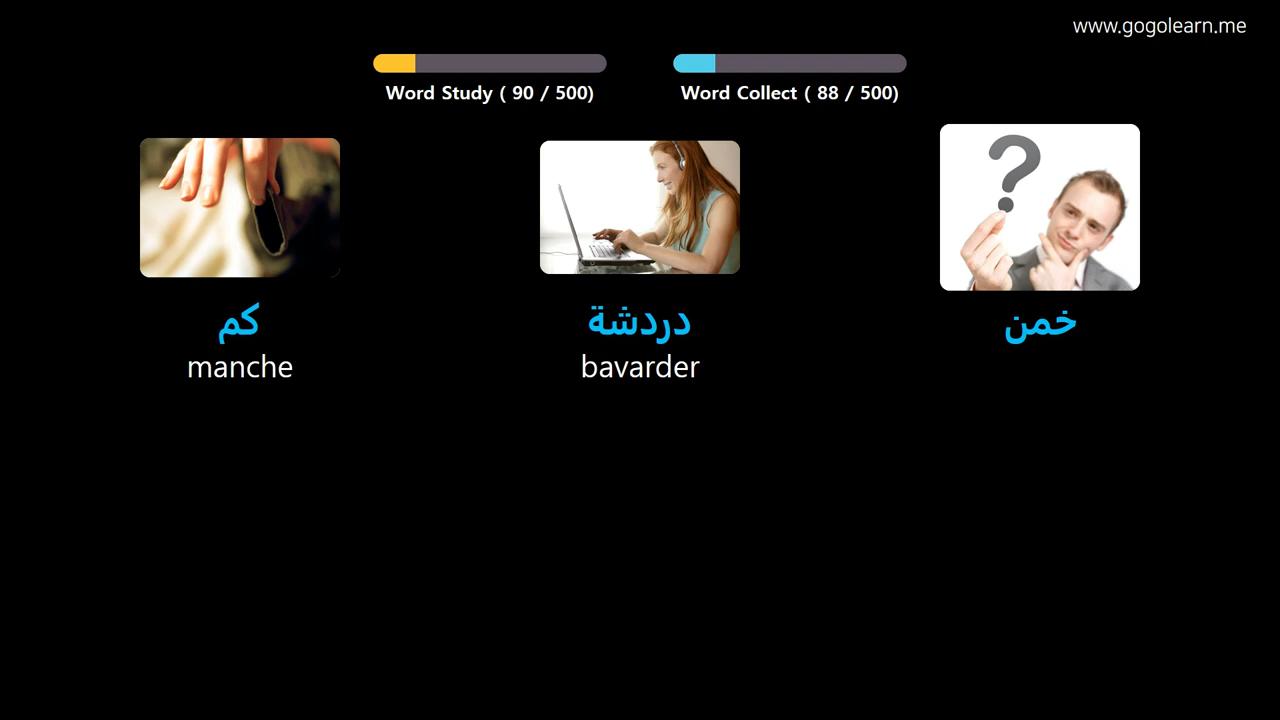 www.gogolearn.me
Word Study ( 90 / 500)
Word Collect ( 88 / 500)
كم
manche
دردشة
bavarder
خمن